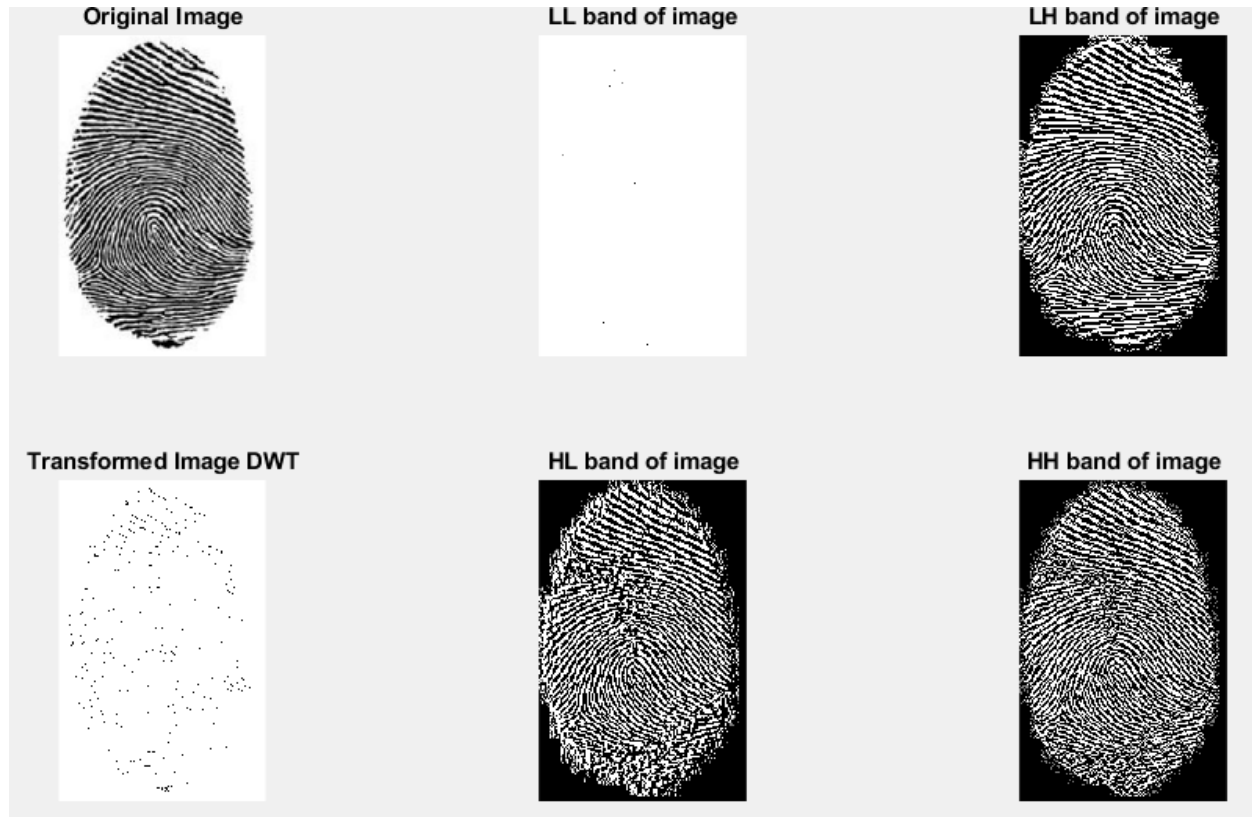 Original Image
LL band of image
LH band of image
Transformed Image DWT
HL band of image
HH band of image